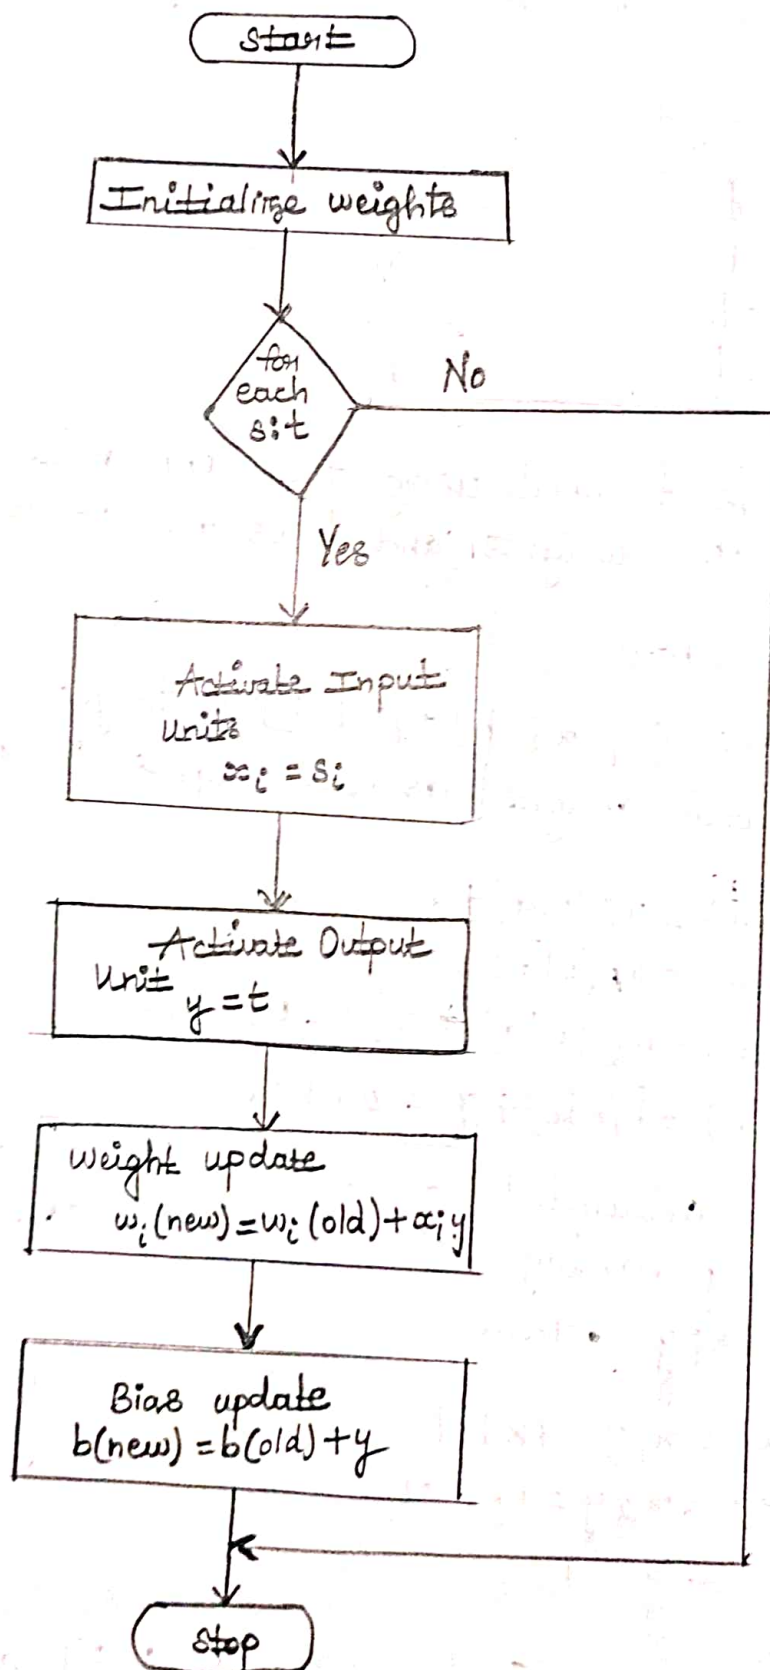 Start
Initialize weights
for
each
s:t
No
Yes
Activate Input
units
xᵢ = sᵢ
Activate Output
Unit
y = t
Weight update
wᵢ(new) = wᵢ(old) + xᵢ y
Bias update
b(new) = b(old) + y
Stop